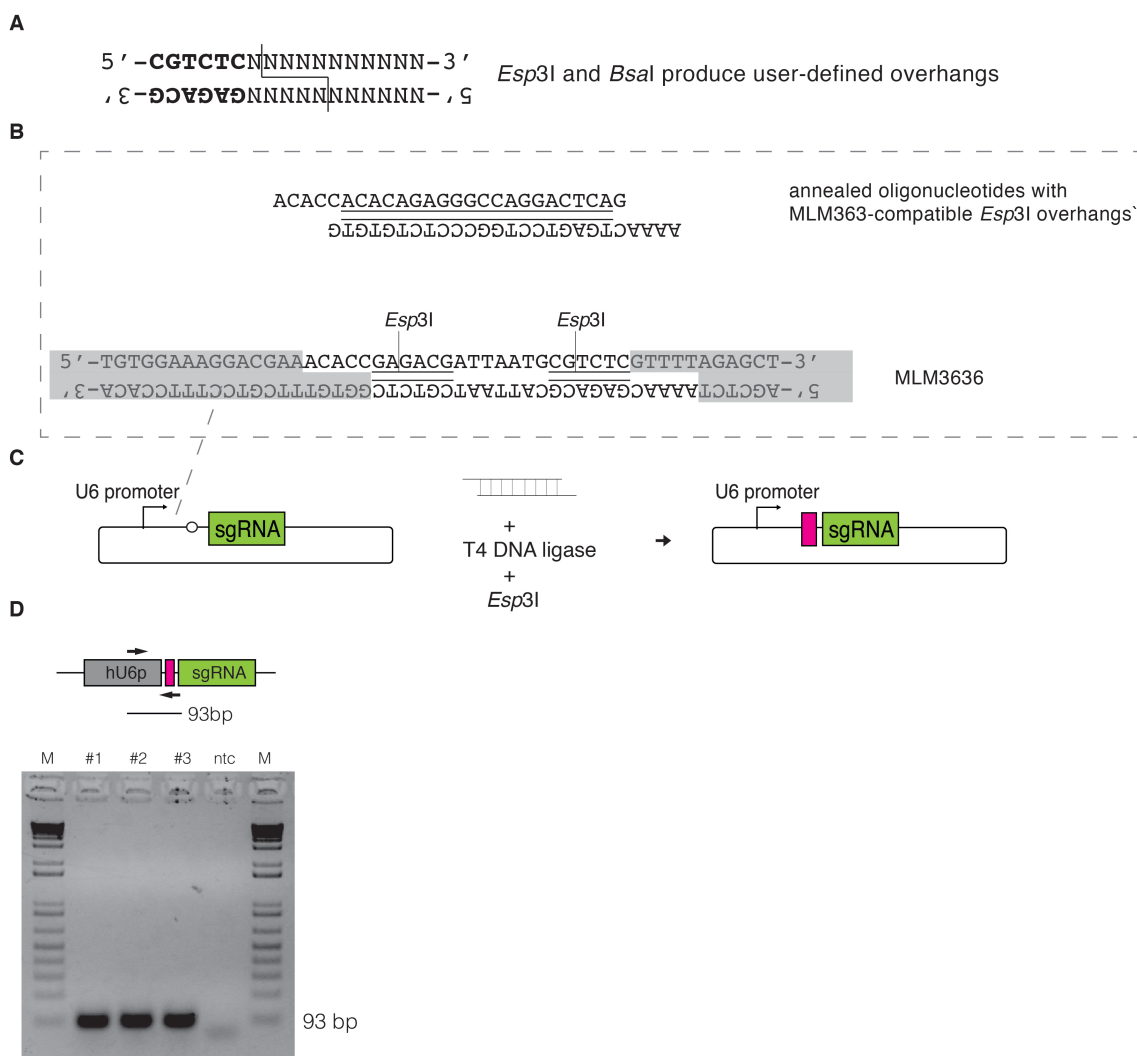 A
5'-CGTCTCNNNNNNNNNNN-3'
3'-GCAGAGNNNNNNNNNNN-5'
Esp3I and BsaI produce user-defined overhangs
B
ACACCACACAGAGGGCCAGGACTCAG
GTGTGTCTCCCGGTCCTGAGTCAAAA
annealed oligonucleotides with
MLM363-compatible Esp3I overhangs`
Esp3I
Esp3I
5'-TGTGGAAAGGACGAAACACCGAGACGATTAATGCGTCTCGTTTTAGAGCT-3'
3'-ACACCTTTCCTGCTTTGTGGCTCTGCTAATTACGCAGAGCAAAATCTCGA-5'
MLM3636
C
U6 promoter
sgRNA
+
T4 DNA ligase
+
Esp3I
U6 promoter
sgRNA
D
hU6p
sgRNA
93bp
M #1 #2 #3 ntc M
93 bp